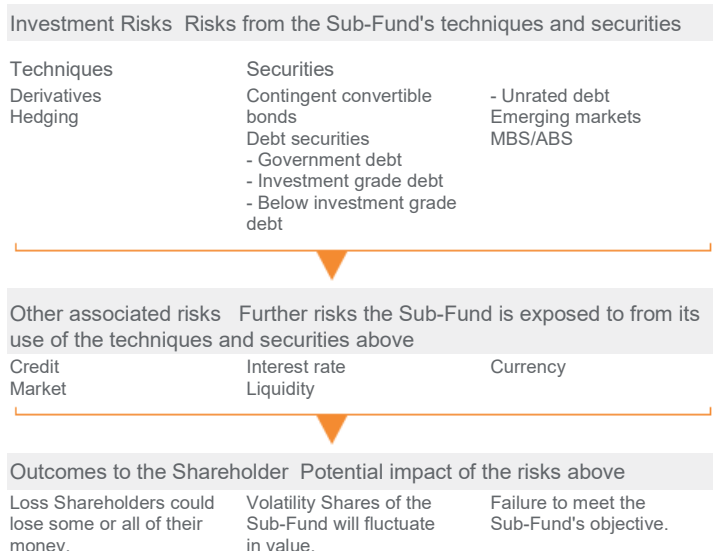 Investment Risks Risks from the Sub-Fund's techniques and securities
Techniques
Derivatives
Hedging
Securities
Contingent convertible
bonds
Debt securities
- Government debt
- Investment grade debt
- Below investment grade
debt
- Unrated debt
Emerging markets
MBS/ABS
Other associated risks Further risks the Sub-Fund is exposed to from its
use of the techniques and securities above
Credit
Market
Interest rate
Liquidity
Currency
Outcomes to the Shareholder Potential impact of the risks above
Loss Shareholders could
lose some or all of their
money.
Volatility Shares of the
Sub-Fund will fluctuate
in value.
Failure to meet the
Sub-Fund's objective.